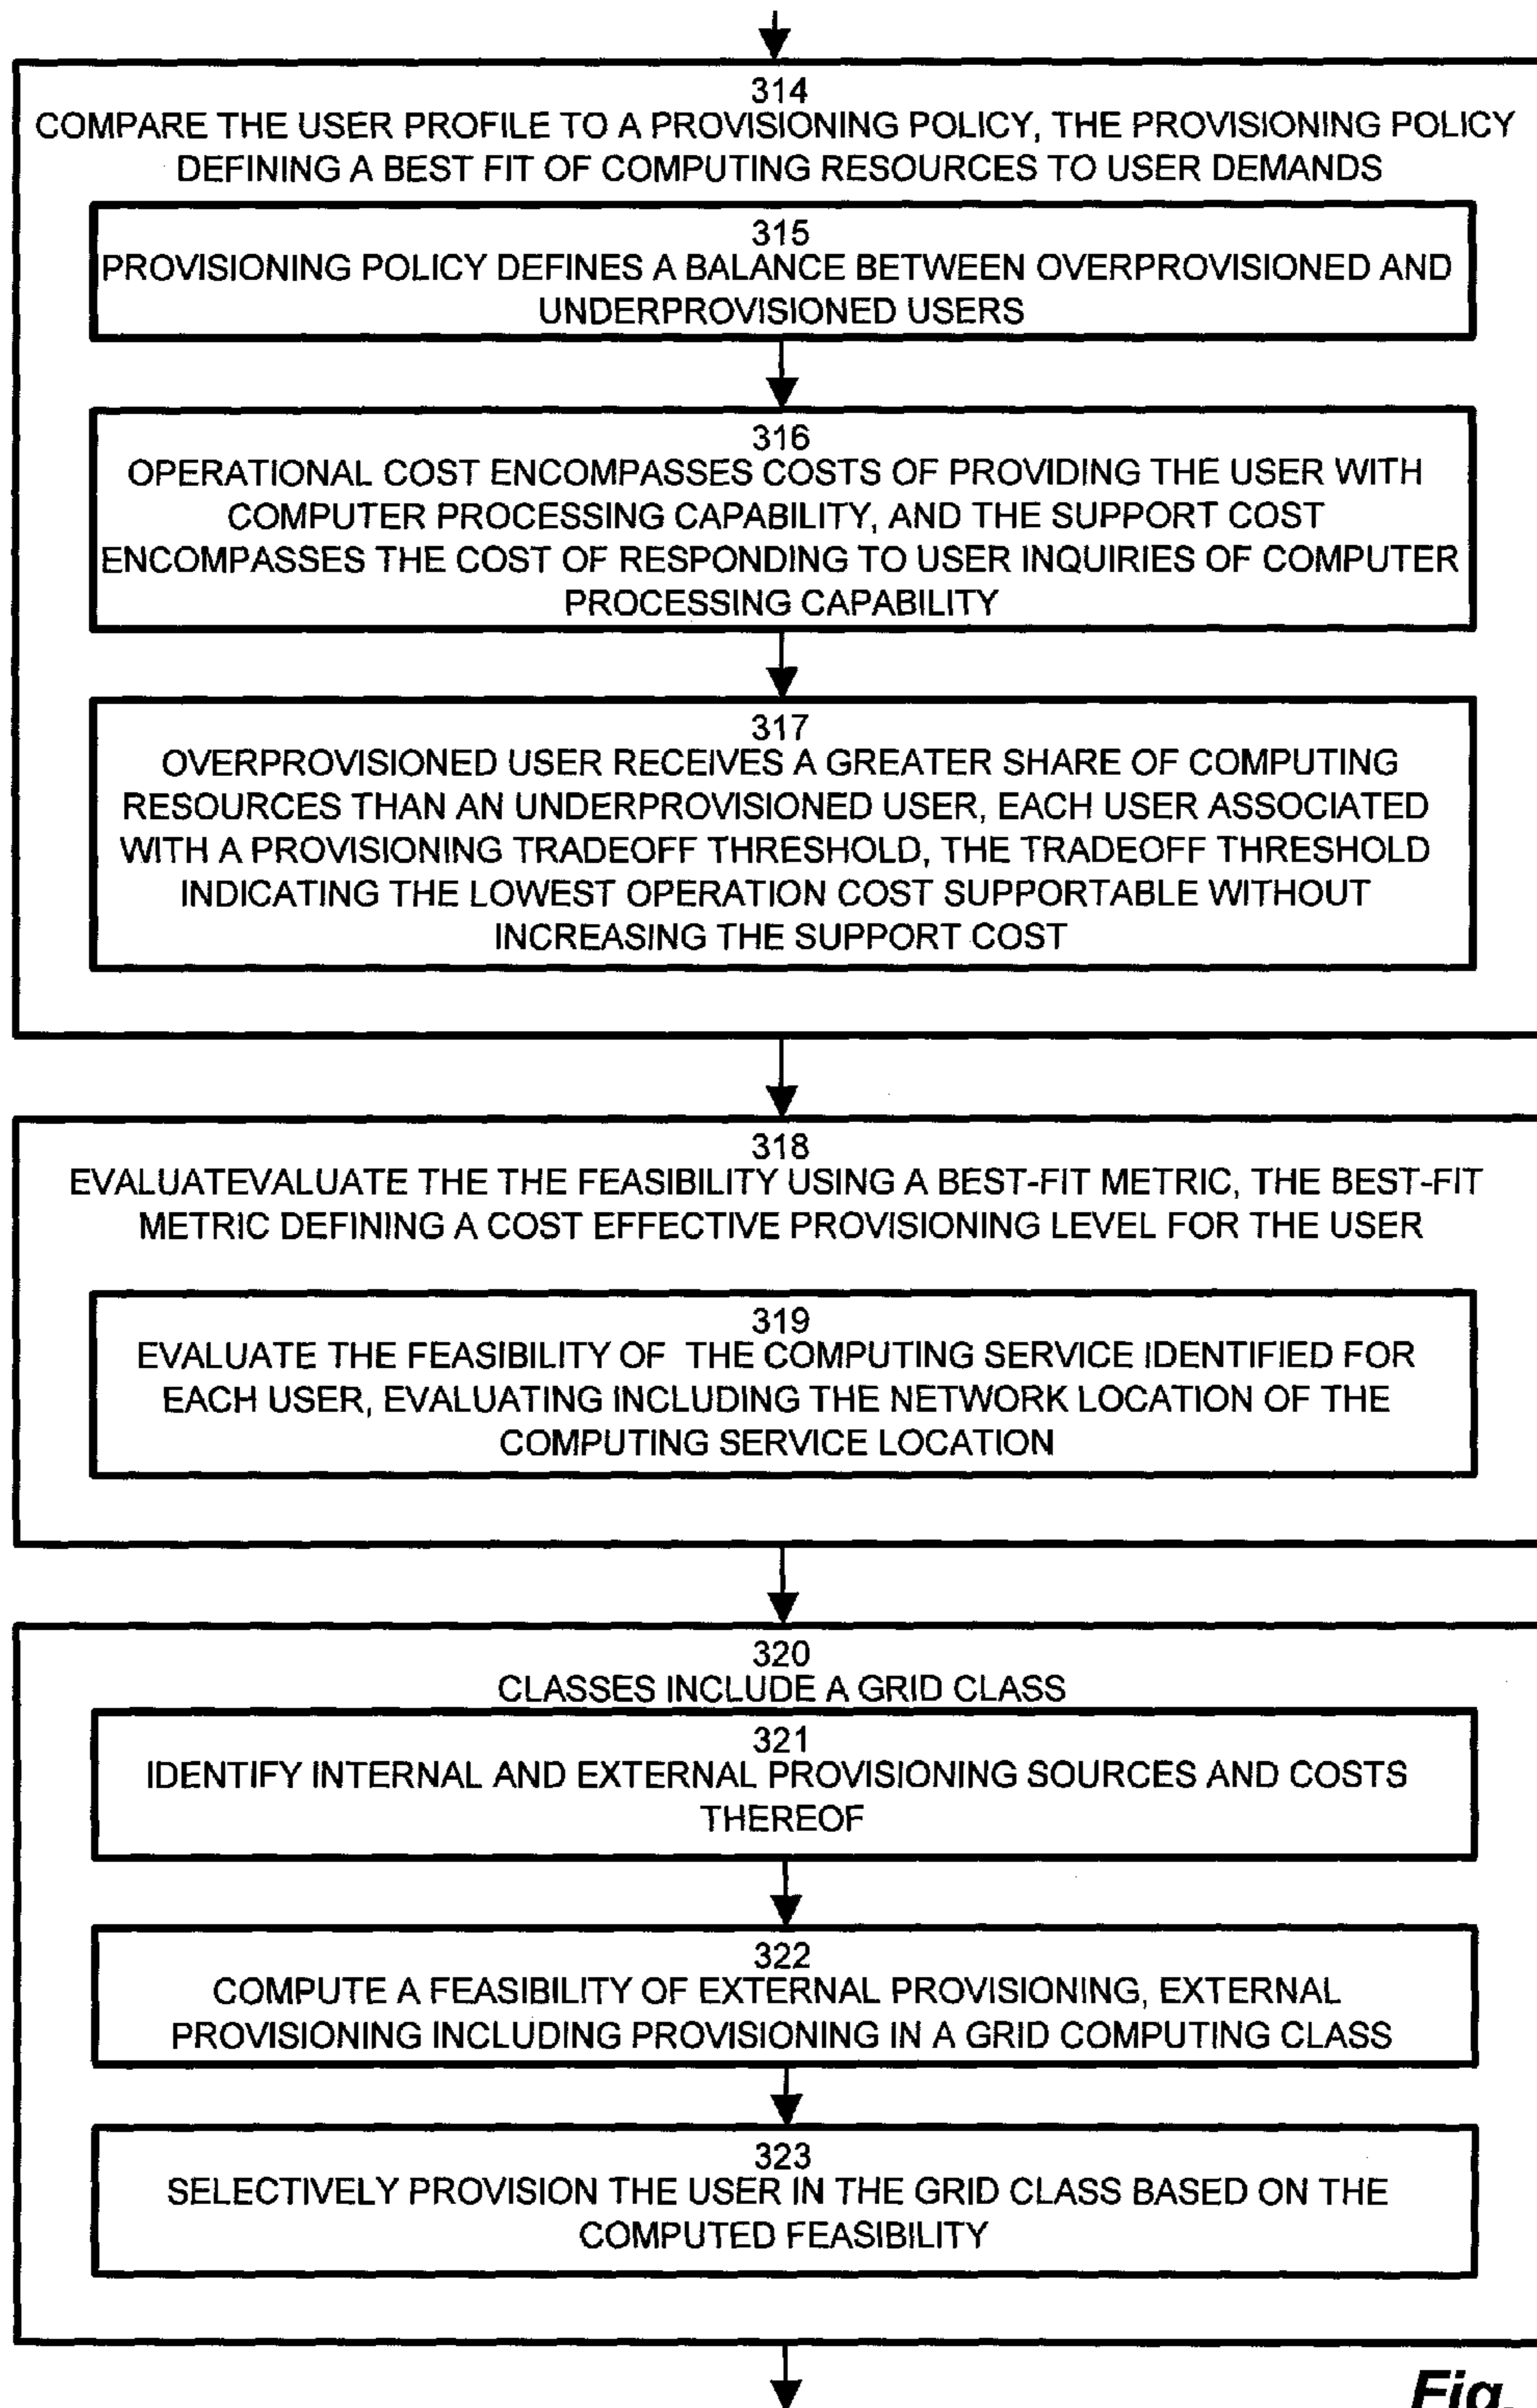 314
COMPARE THE USER PROFILE TO A PROVISIONING POLICY, THE PROVISIONING POLICY
DEFINING A BEST FIT OF COMPUTING RESOURCES TO USER DEMANDS
315
PROVISIONING POLICY DEFINES A BALANCE BETWEEN OVERPROVISIONED AND
UNDERPROVISIONED USERS
316
OPERATIONAL COST ENCOMPASSES COSTS OF PROVIDING THE USER WITH
COMPUTER PROCESSING CAPABILITY, AND THE SUPPORT COST
ENCOMPASSES THE COST OF RESPONDING TO USER INQUIRIES OF COMPUTER
PROCESSING CAPABILITY
317
OVERPROVISIONED USER RECEIVES A GREATER SHARE OF COMPUTING
RESOURCES THAN AN UNDERPROVISIONED USER, EACH USER ASSOCIATED
WITH A PROVISIONING TRADEOFF THRESHOLD, THE TRADEOFF THRESHOLD
INDICATING THE LOWEST OPERATION COST SUPPORTABLE WITHOUT
INCREASING THE SUPPORT COST
318
EVALUATEVALUATE THE THE FEASIBILITY USING A BEST-FIT METRIC, THE BEST-FIT
METRIC DEFINING A COST EFFECTIVE PROVISIONING LEVEL FOR THE USER
319
EVALUATE THE FEASIBILITY OF THE COMPUTING SERVICE IDENTIFIED FOR
EACH USER, EVALUATING INCLUDING THE NETWORK LOCATION OF THE
COMPUTING SERVICE LOCATION
320
CLASSES INCLUDE A GRID CLASS
321
IDENTIFY INTERNAL AND EXTERNAL PROVISIONING SOURCES AND COSTS
THEREOF
322
COMPUTE A FEASIBILITY OF EXTERNAL PROVISIONING, EXTERNAL
PROVISIONING INCLUDING PROVISIONING IN A GRID COMPUTING CLASS
323
SELECTIVELY PROVISION THE USER IN THE GRID CLASS BASED ON THE
COMPUTED FEASIBILITY
Fig.